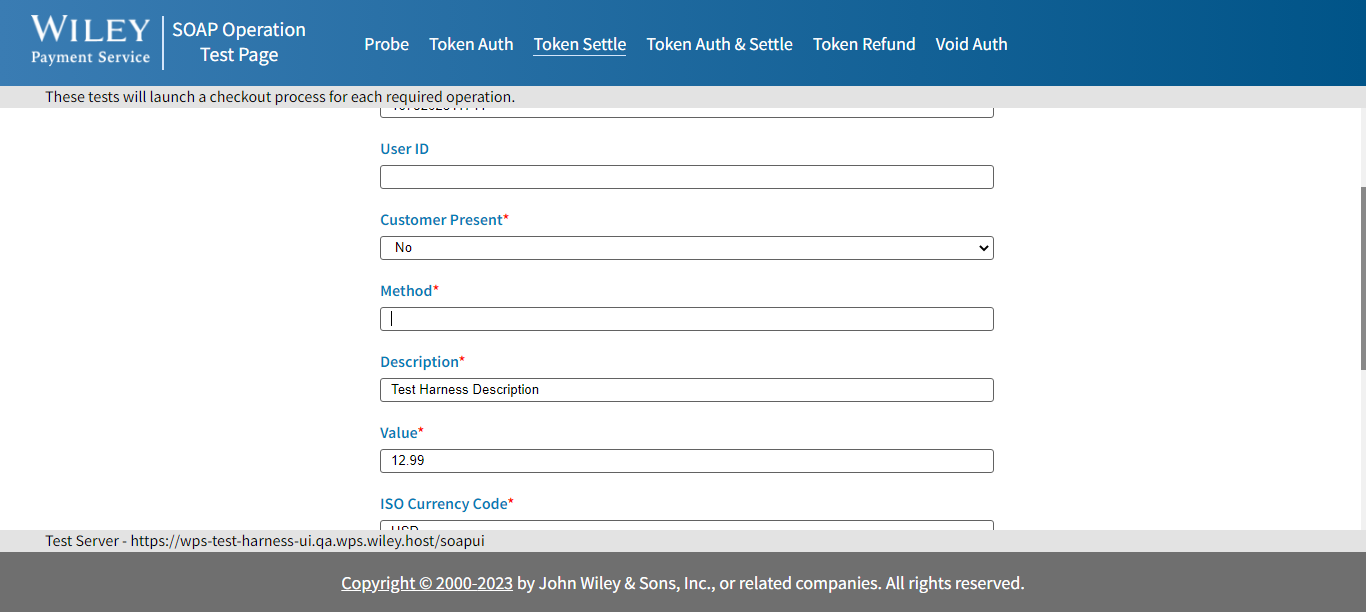 WILEY
Payment Service
SOAP Operation
Test Page
Probe Token Auth Token Settle Token Auth & Settle Token Refund Void Auth
These tests will launch a checkout process for each required operation.
User ID
Customer Present*
No
Method*
Description*
Test Harness Description
Value*
12.99
ISO Currency Code*
USD
Test Server - https://wps-test-harness-ui.qa.wps.wiley.host/soapui
Copyright © 2000-2023 by John Wiley & Sons, Inc., or related companies. All rights reserved.